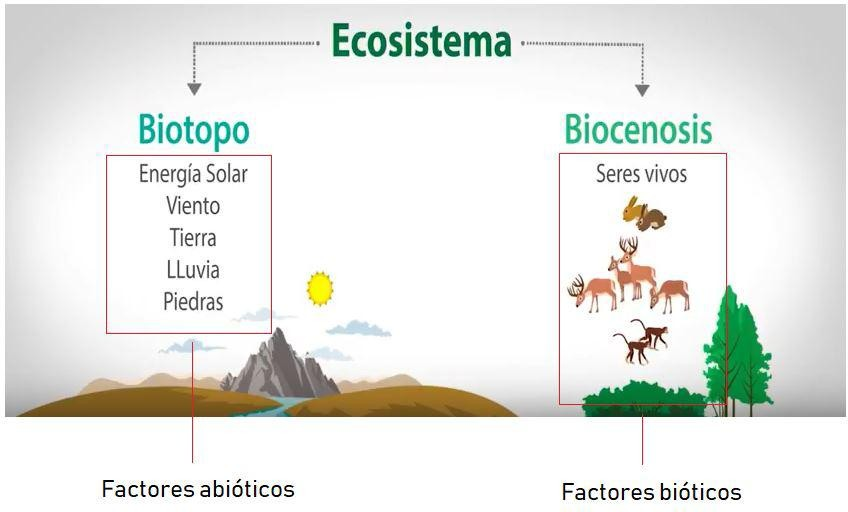 Ecosistema
Biotopo
Energía Solar
Viento
Tierra
LLuvia
Piedras
Biocenosis
Seres vivos
Factores abióticos
Factores bióticos